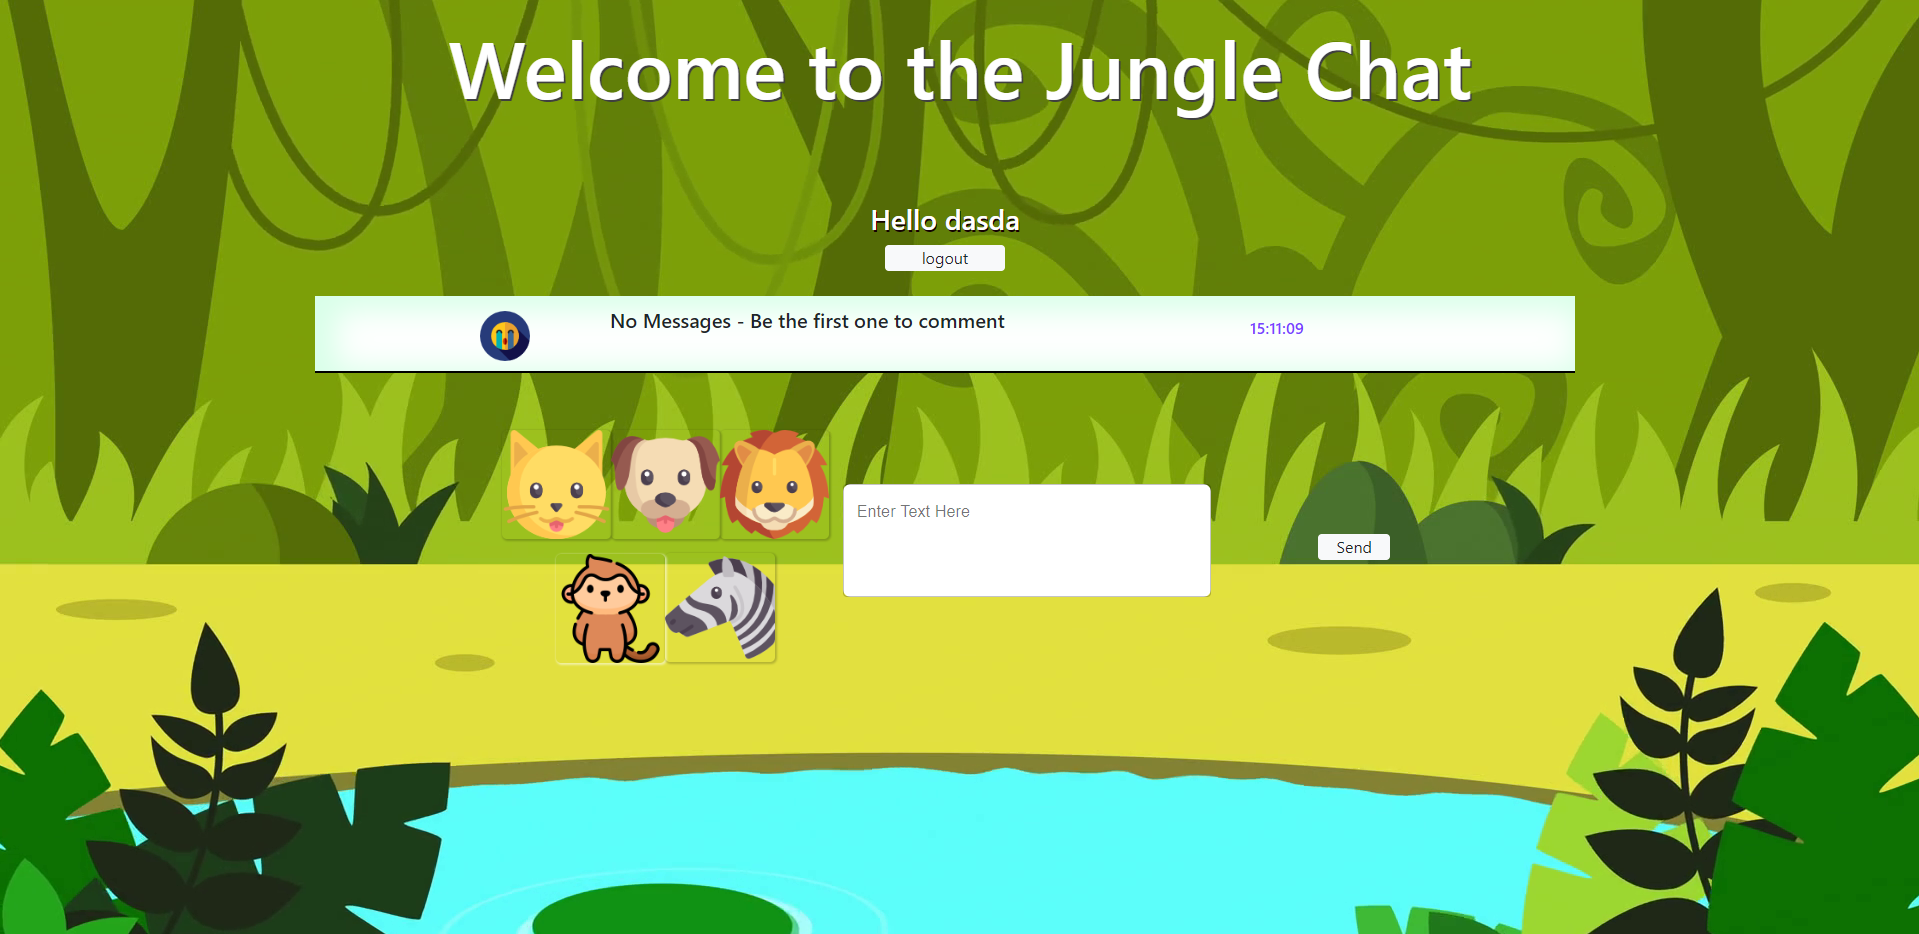 Welcome to the Jungle Chat
Hello dasda
logout
No Messages - Be the first one to comment
15:11:09
Enter Text Here
Send